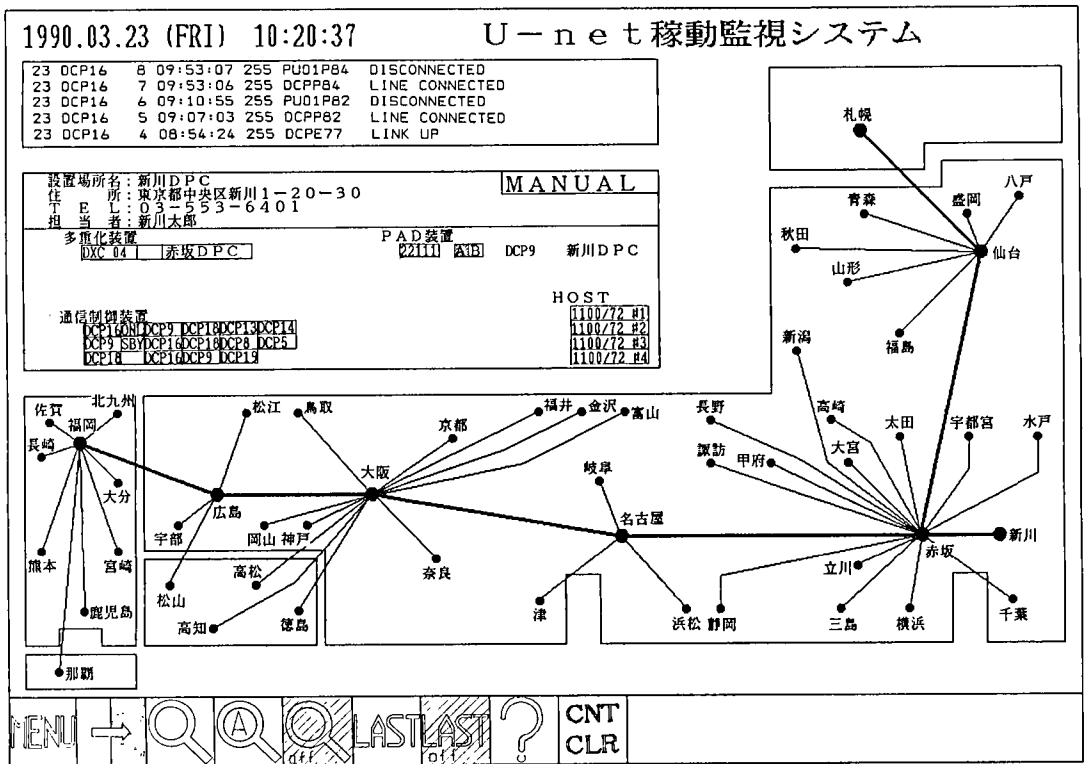 1990.03.23 (FRI) 10:20:37
U－net稼動監視システム
23 DCP16 8 09:53:07 255 PU01P84 DISCONNECTED
23 DCP16 7 09:53:06 255 DCPP84 LINE CONNECTED
23 DCP16 6 09:10:55 255 PU01P82 DISCONNECTED
23 DCP16 5 09:07:03 255 DCPP82 LINE CONNECTED
23 DCP16 4 08:54:24 255 DCPE77 LINK UP
設置場所名：新川DPC
MANUAL
住所：東京都中央区新川1－20－30
TEL：03－553－6401
担当者：新川太郎
多重化装置
PAD装置
DXC 04 赤坂DPC
22111 A1B DCP9 新川DPC
HOST
通信制御装置
1100/72 #1
DCP16 ONL DCP9 DCP18 DCP13 DCP14
1100/72 #2
DCP9 SBY DCP16 DCP18 DCP8 DCP5
1100/72 #3
DCP18 DCP16 DCP9 DCP19
1100/72 #4
札幌
八戸
青森
盛岡
秋田
仙台
山形
新潟
福島
佐賀
北九州
福岡
長崎
大分
熊本
宮崎
鹿児島
那覇
松江
鳥取
京都
福井
金沢
富山
大阪
広島
宇部
岡山
神戸
松山
高松
高知
徳島
奈良
岐阜
名古屋
津
浜松
長野
高崎
太田
宇都宮
水戸
諏訪
甲府
大宮
赤坂
新川
立川
静岡
三島
横浜
千葉
MENU
A
off
LAST
LAST
off
?
CNT
CLR